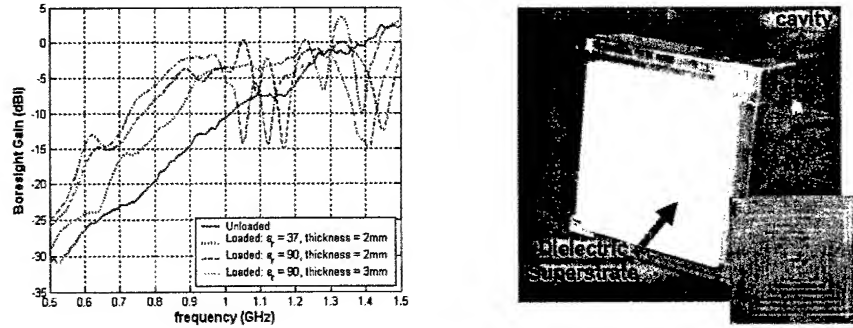 Boresight Gain (dBi)
5
0
-5
-10
-15
-20
-25
-30
-35
Unloaded
Loaded: εr = 37, thickness = 2mm
Loaded: εr = 90, thickness = 2mm
Loaded: εr = 90, thickness = 3mm
0.5 0.6 0.7 0.8 0.9 1 1.1 1.2 1.3 1.4 1.5
frequency (GHz)
cavity
Dielectric
Superstrate